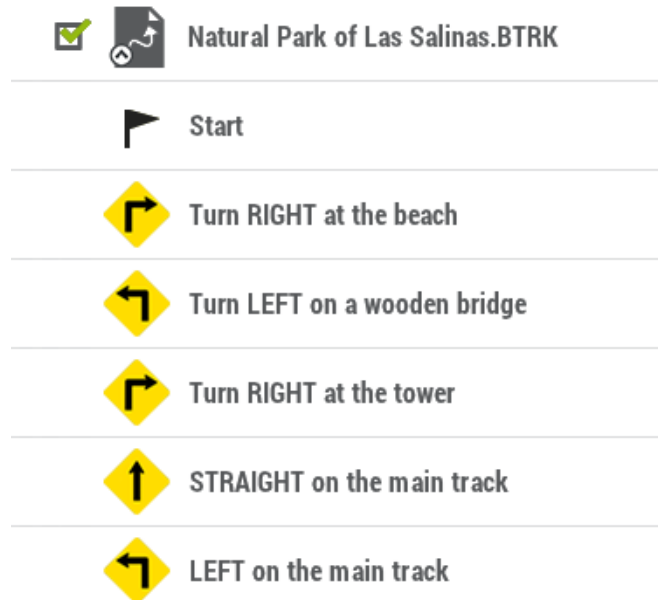 Natural Park of Las Salinas.BTRK
Start
Turn RIGHT at the beach
Turn LEFT on a wooden bridge
Turn RIGHT at the tower
STRAIGHT on the main track
LEFT on the main track